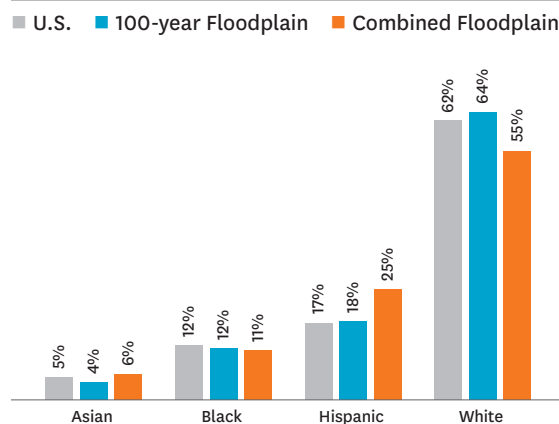 U.S. 100-year Floodplain Combined Floodplain
62% 64% 55%
25%
17% 18%
12% 12% 11%
5% 4% 6%
Asian Black Hispanic White